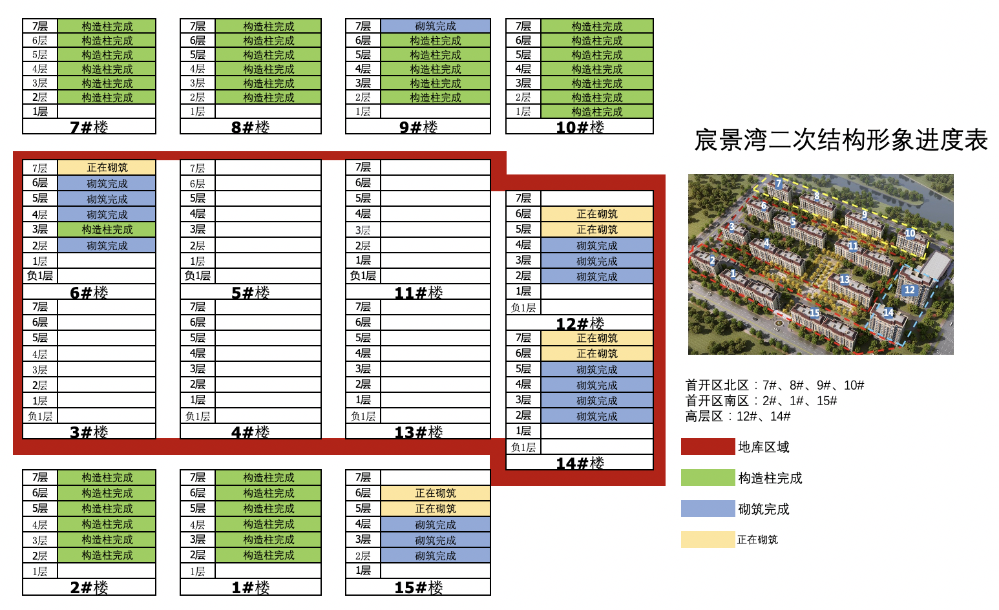 7层 构造柱完成
6层 构造柱完成
5层 构造柱完成
4层 构造柱完成
3层 构造柱完成
2层 构造柱完成
1层
7#楼
7层 构造柱完成
6层 构造柱完成
5层 构造柱完成
4层 构造柱完成
3层 构造柱完成
2层 构造柱完成
1层
8#楼
7层 砌筑完成
6层 构造柱完成
5层 构造柱完成
4层 构造柱完成
3层 构造柱完成
2层 构造柱完成
1层
9#楼
7层 构造柱完成
6层 构造柱完成
5层 构造柱完成
4层 构造柱完成
3层 构造柱完成
2层 构造柱完成
1层 构造柱完成
10#楼
7层 正在砌筑
6层 砌筑完成
5层 砌筑完成
4层 砌筑完成
3层 构造柱完成
2层 砌筑完成
1层
负1层
6#楼
7层
6层
5层
4层
3层
2层
1层
负1层
5#楼
7层
6层
5层
4层
3层
2层
1层
负1层
11#楼
7层
6层 正在砌筑
5层 正在砌筑
4层 砌筑完成
3层 砌筑完成
2层 砌筑完成
1层
负1层
12#楼
7层
6层
5层
4层
3层
2层
1层
负1层
3#楼
7层
6层
5层
4层
3层
2层
1层
负1层
4#楼
7层
6层
5层
4层
3层
2层
1层
负1层
13#楼
7层 正在砌筑
6层 正在砌筑
5层 砌筑完成
4层 砌筑完成
3层 砌筑完成
2层 砌筑完成
1层
负1层
14#楼
7层 构造柱完成
6层 构造柱完成
5层 构造柱完成
4层 构造柱完成
3层 构造柱完成
2层 构造柱完成
1层
2#楼
7层 构造柱完成
6层 构造柱完成
5层 构造柱完成
4层 构造柱完成
3层 构造柱完成
2层 构造柱完成
1层
1#楼
7层
6层 正在砌筑
5层 正在砌筑
4层 砌筑完成
3层 砌筑完成
2层 砌筑完成
1层
15#楼
宸景湾二次结构形象进度表
7
8
6
9
5
3
10
4
11
2
1
13
12
15
14
首开区北区：7#、8#、9#、10#
首开区南区：2#、1#、15#
高层区：12#、14#
地库区域
构造柱完成
砌筑完成
正在砌筑